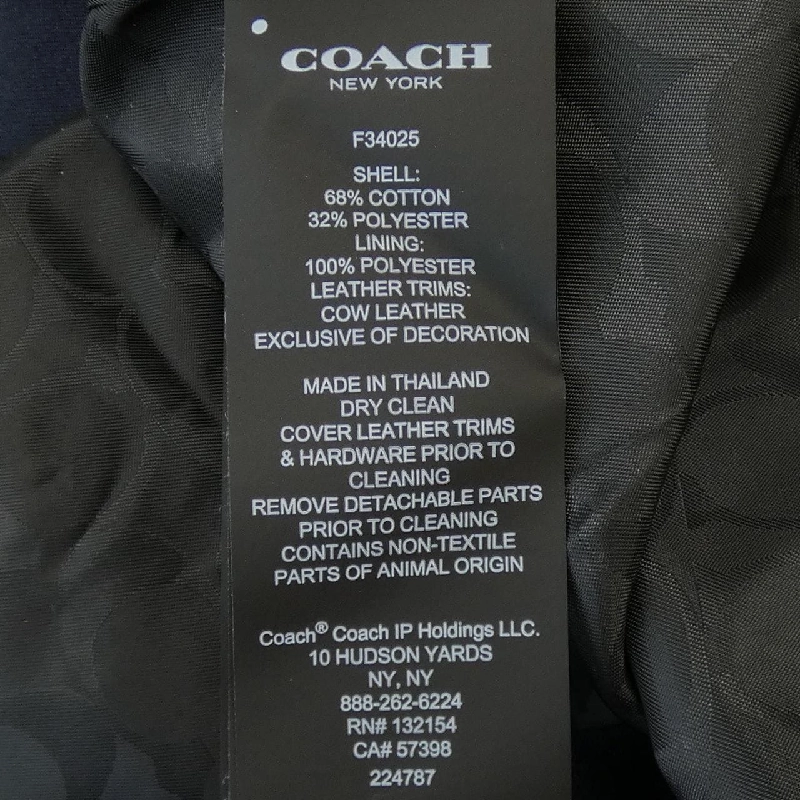 COACH
NEW YORK
F34025
SHELL:
68% COTTON
32% POLYESTER
LINING:
100% POLYESTER
LEATHER TRIMS:
COW LEATHER
EXCLUSIVE OF DECORATION
MADE IN THAILAND
DRY CLEAN
COVER LEATHER TRIMS
& HARDWARE PRIOR TO
CLEANING
REMOVE DETACHABLE PARTS
PRIOR TO CLEANING
CONTAINS NON-TEXTILE
PARTS OF ANIMAL ORIGIN
Coach® Coach IP Holdings LLC.
10 HUDSON YARDS
NY, NY
888-262-6224
RN# 132154
CA# 57398
224787